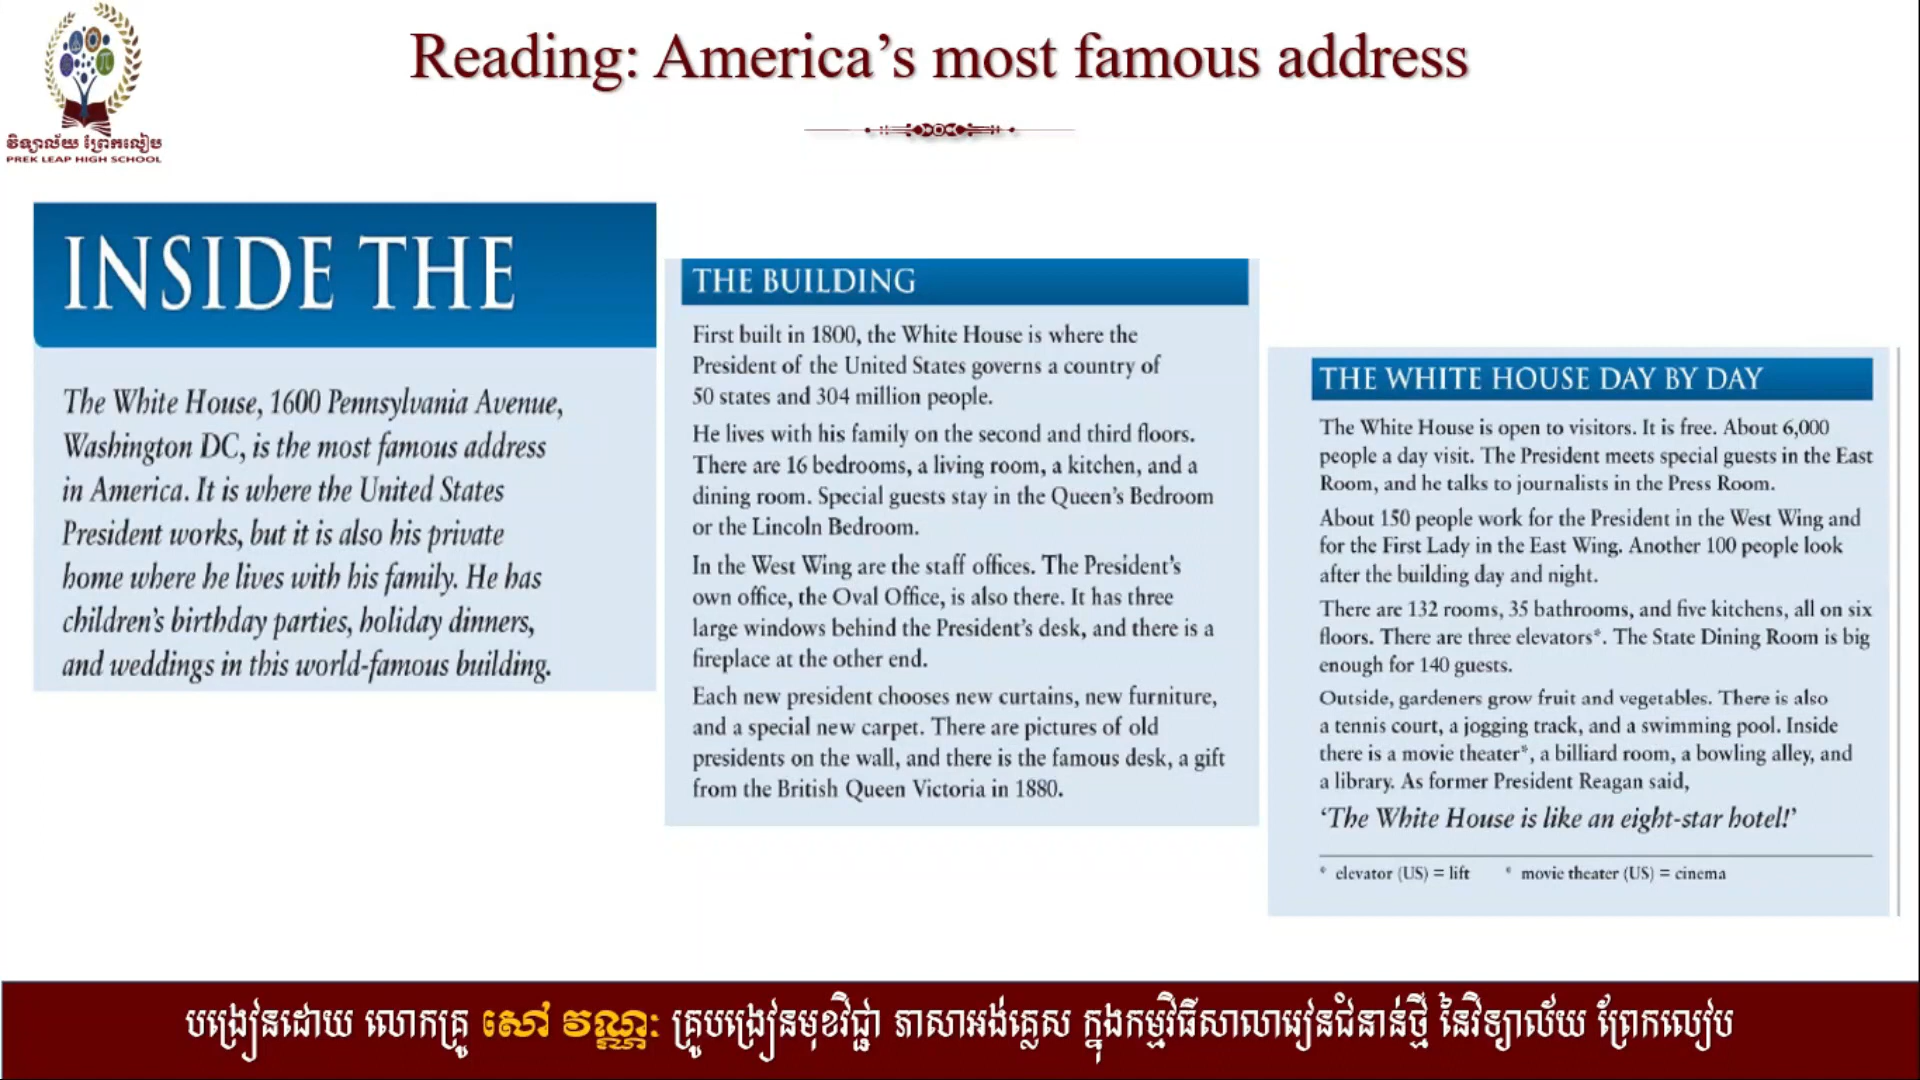 វិទ្យាល័យ ព្រែកលៀប
PREK LEAP HIGH SCHOOL
Reading: America’s most famous address
INSIDE THE
The White House, 1600 Pennsylvania Avenue,
Washington DC, is the most famous address
in America. It is where the United States
President works, but it is also his private
home where he lives with his family. He has
children’s birthday parties, holiday dinners,
and weddings in this world-famous building.
THE BUILDING
First built in 1800, the White House is where the
President of the United States governs a country of
50 states and 304 million people.
He lives with his family on the second and third floors.
There are 16 bedrooms, a living room, a kitchen, and a
dining room. Special guests stay in the Queen’s Bedroom
or the Lincoln Bedroom.
In the West Wing are the staff offices. The President’s
own office, the Oval Office, is also there. It has three
large windows behind the President’s desk, and there is a
fireplace at the other end.
Each new president chooses new curtains, new furniture,
and a special new carpet. There are pictures of old
presidents on the wall, and there is the famous desk, a gift
from the British Queen Victoria in 1880.
THE WHITE HOUSE DAY BY DAY
The White House is open to visitors. It is free. About 6,000
people a day visit. The President meets special guests in the East
Room, and he talks to journalists in the Press Room.
About 150 people work for the President in the West Wing and
for the First Lady in the East Wing. Another 100 people look
after the building day and night.
There are 132 rooms, 35 bathrooms, and five kitchens, all on six
floors. There are three elevators*. The State Dining Room is big
enough for 140 guests.
Outside, gardeners grow fruit and vegetables. There is also
a tennis court, a jogging track, and a swimming pool. Inside
there is a movie theater*, a billiard room, a bowling alley, and
a library. As former President Reagan said,
‘The White House is like an eight-star hotel!’
* elevator (US) = lift * movie theater (US) = cinema
បង្រៀនដោយ លោកគ្រូ សៅ វណ្ណៈ គ្រូបង្រៀនមុខវិជ្ជា ភាសាអង់គ្លេស ក្នុងកម្មវិធីសាលារៀនជំនាន់ថ្មី នៃវិទ្យាល័យ ព្រែកលៀប